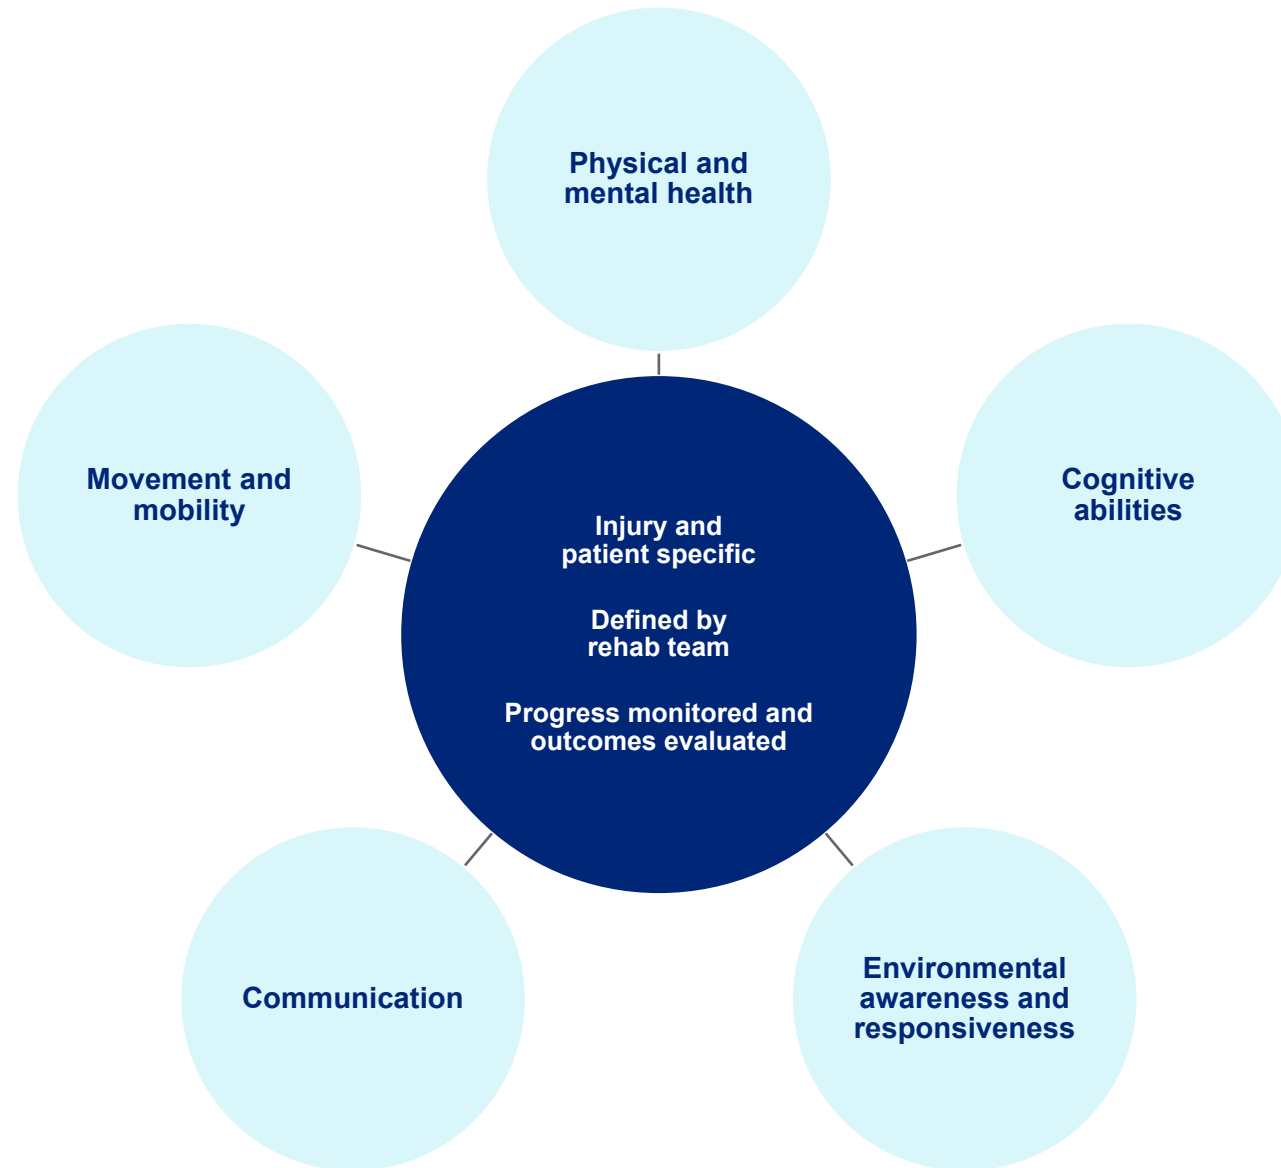 Physical and
mental health
Movement and
mobility
Cognitive
abilities
Injury and
patient specific
Defined by
rehab team
Progress monitored and
outcomes evaluated
Communication
Environmental
awareness and
responsiveness